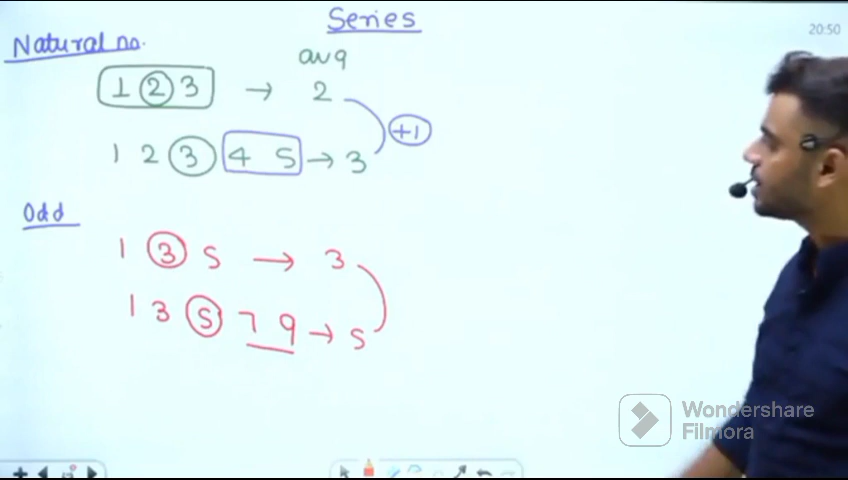 Series
20:50
Natural no.
avg
1 2 3 → 2
+1
1 2 3 4 5 → 3
Odd
1 3 5 → 3
1 3 5 7 9 → 5
Wondershare
Filmora